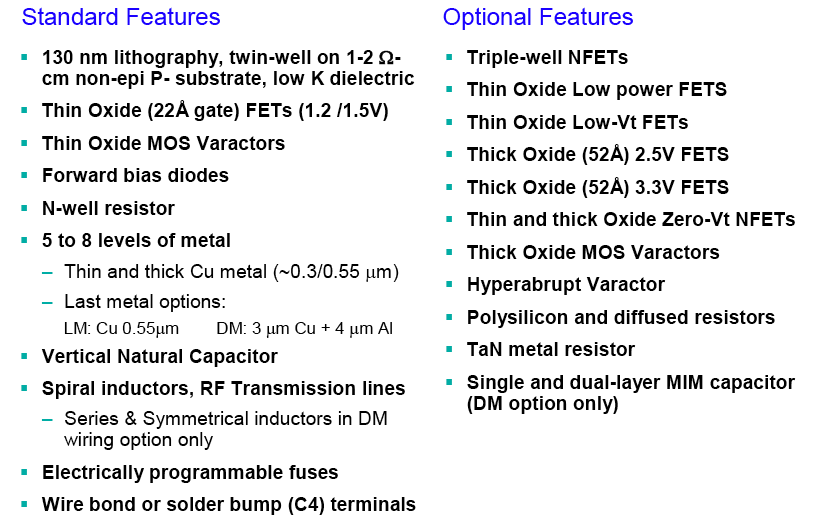 Standard Features
▪ 130 nm lithography, twin-well on 1-2 Ω-
cm non-epi P- substrate, low K dielectric
▪ Thin Oxide (22Å gate) FETs (1.2 /1.5V)
▪ Thin Oxide MOS Varactors
▪ Forward bias diodes
▪ N-well resistor
▪ 5 to 8 levels of metal
– Thin and thick Cu metal (~0.3/0.55 μm)
– Last metal options:
LM: Cu 0.55μm DM: 3 μm Cu + 4 μm Al
▪ Vertical Natural Capacitor
▪ Spiral inductors, RF Transmission lines
– Series & Symmetrical inductors in DM
wiring option only
▪ Electrically programmable fuses
▪ Wire bond or solder bump (C4) terminals
Optional Features
▪ Triple-well NFETs
▪ Thin Oxide Low power FETS
▪ Thin Oxide Low-Vt FETs
▪ Thick Oxide (52Å) 2.5V FETS
▪ Thick Oxide (52Å) 3.3V FETS
▪ Thin and thick Oxide Zero-Vt NFETs
▪ Thick Oxide MOS Varactors
▪ Hyperabrupt Varactor
▪ Polysilicon and diffused resistors
▪ TaN metal resistor
▪ Single and dual-layer MIM capacitor
(DM option only)